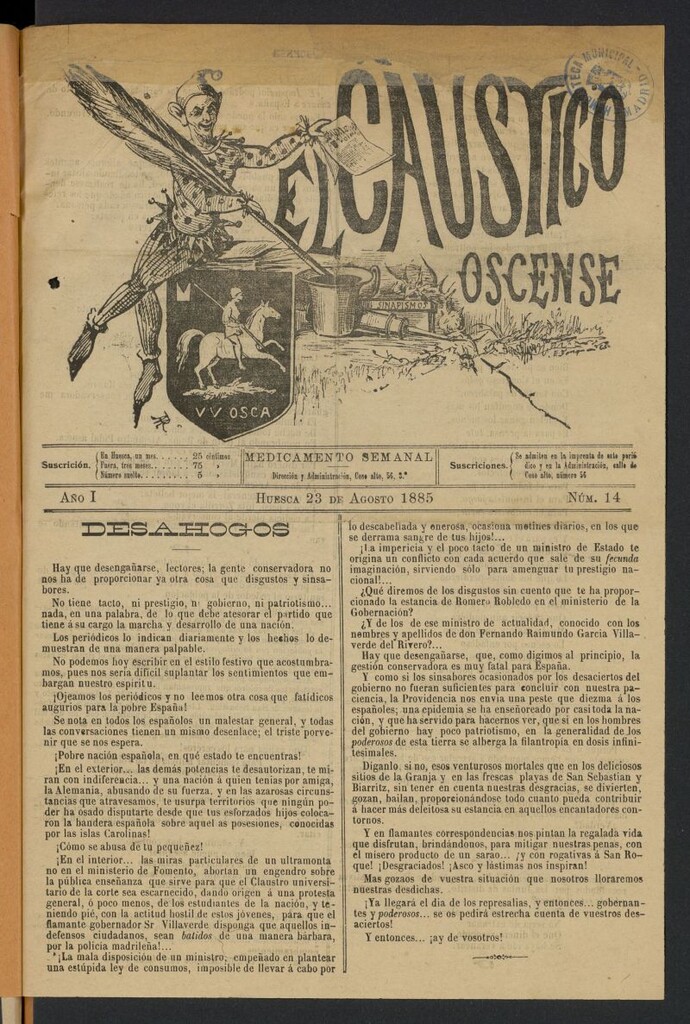 EL CAUSTICO
OSCENSE
SINAPISMOS
VV OSCA
Suscrición.
En Huesca, un mes. . . . . . 25 céntimos
Fuera, tres meses. . . . . . 75 »
Número suelto. . . . . . . 5 »
MEDICAMENTO SEMANAL
Dirección y Administración, Coso alto, 56, 2.º
Suscriciones.
Se admiten en la imprenta de este perió
dico y en la Administración, calle de
Coso alto, número 56
AÑO I
HUESCA 23 DE AGOSTO 1885
NÚM. 14
DESAHOGOS
Hay que desengañarse, lectores; la gente conservadora no
nos ha de proporcionar ya otra cosa que disgustos y sinsa-
bores.
No tiene tacto, ni prestigio, ni gobierno, ni patriotismo...
nada, en una palabra, de lo que debe atesorar el partido que
tiene á su cargo la marcha y desarrollo de una nación.
Los periódicos lo indican diariamente y los hechos lo de-
muestran de una manera palpable.
No podemos hoy escribir en el estilo festivo que acostumbra-
mos, pues nos sería difícil suplantar los sentimientos que em-
bargan nuestro espíritu.
¡Ojeamos los periódicos y no leemos otra cosa que fatídicos
augurios para la pobre España!
Se nota en todos los españoles un malestar general, y todas
las conversaciones tienen un mismo desenlace; el triste porve-
nir que se nos espera.
¡Pobre nación española, en qué estado te encuentras!
¡En el exterior... las demás potencias te desautorizan, te mi-
ran con indiferencia... y una nación á quien tenias por amiga,
la Alemania, abusando de su fuerza, y en las azarosas circuns-
tancias que atravesamos, te usurpa territorios que ningún po-
der ha osado disputarte desde que tus esforzados hijos coloca-
ron la bandera española sobre aquellas posesiones, conocidas
por las islas Carolinas!
¡Cómo se abusa de tu pequeñez!
¡En el interior... las miras particulares de un ultramonta
no en el ministerio de Fomento, abortan un engendro sobre
la pública enseñanza que sirve para que el Claustro universi-
tario de la corte sea escarnecido, dando origen á una protesta
general, ó poco menos, de los estudiantes de la nación, y te-
niendo pié, con la actitud hostil de estos jóvenes, para que el
flamante gobernador Sr Villaverde disponga que aquellos in-
defensos ciudadanos, sean batidos de una manera bárbara,
por la policía madrileña!...
¡La mala disposición de un ministro; empeñado en plantear
una estúpida ley de consumos, imposible de llevar á cabo por
lo descabellada y onerosa, ocasiona motines diarios, en los que
se derrama sangre de tus hijos!...
¡La impericia y el poco tacto de un ministro de Estado te
origina un conflicto con cada acuerdo que sale de su fecunda
imaginación, sirviendo sólo para amenguar tu prestigio na-
cional!...
¿Qué diremos de los disgustos sin cuento que te ha propor-
cionado la estancia de Romero Robledo en el ministerio de la
Gobernación?
¿Y de los de ese ministro de actualidad, conocido con los
nombres y apellidos de don Fernando Raimundo Garcia Villa-
verde del Rivero?...
Hay que desengañarse, que, como digimos al principio, la
gestión conservadora es muy fatal para España.
Y como si los sinsabores ocasionados por los desaciertos del
gobierno no fueran suficientes para concluir con nuestra pa-
ciencia, la Providencia nos envia una peste que diezma á los
españoles; una epidemia se ha enseñoreado por casi toda la na-
ción, y que ha servido para hacernos ver, que si en los hombres
del gobierno hay poco patriotismo, en la generalidad de los
poderosos de esta tierra se alberga la filantropía en dosis infini-
tesimales.
Díganlo, si no, esos venturosos mortales que en los deliciosos
sitios de la Granja y en las frescas playas de San Sebastian y
Biarritz, sin tener en cuenta nuestras desgracias, se divierten,
gozan, bailan, proporcionándose todo cuanto pueda contribuir
á hacer más deleitosa su estancia en aquellos encantadores con-
tornos.
Y en flamantes correspondencias nos pintan la regalada vida
que disfrutan, brindándonos, para mitigar nuestras penas, con
el mísero producto de un sarao... ¡y con rogativas á San Ro-
que! ¡Desgraciados! ¡Asco y lástimas nos inspiran!
Mas gozaos de vuestra situación que nosotros lloraremos
nuestras desdichas.
¡Ya llegará el dia de las represalias, y entonces... gobernan-
tes y poderosos... se os pedirá estrecha cuenta de vuestros des-
aciertos!
Y entonces... ¡ay de vosotros!